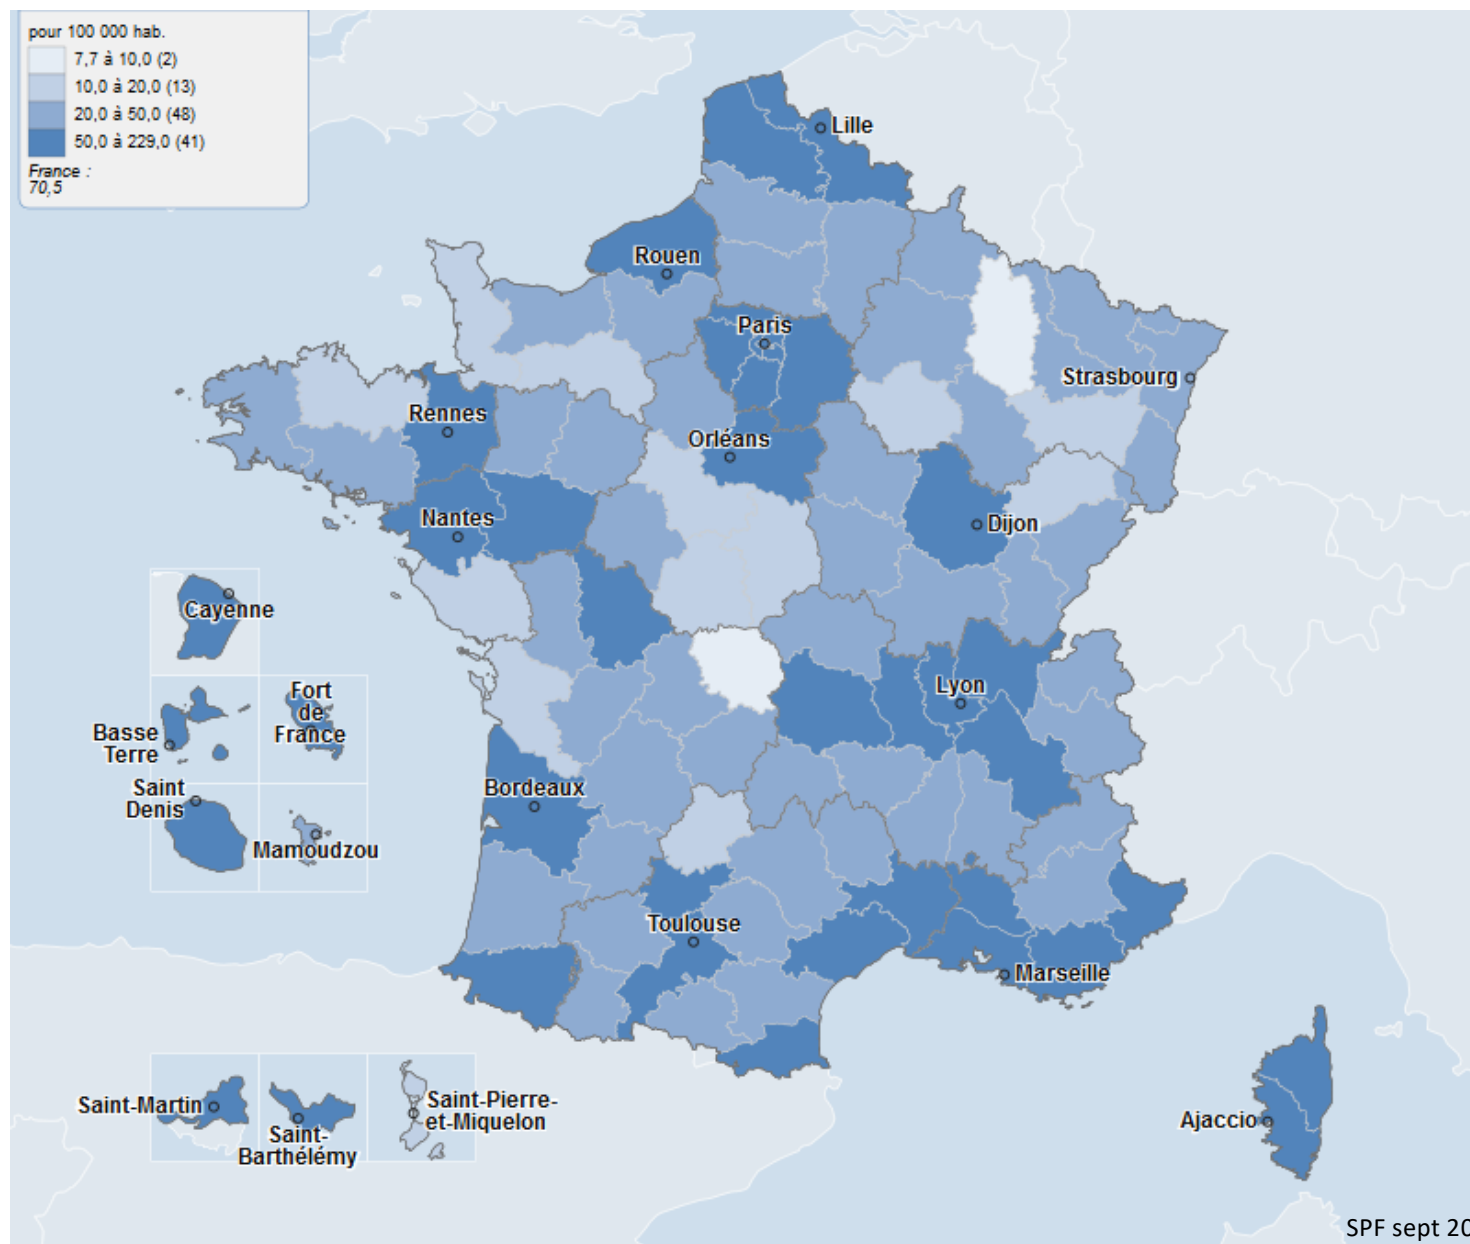 pour 100 000 hab.
7,7 à 10,0 (2)
10,0 à 20,0 (13)
20,0 à 50,0 (48)
50,0 à 229,0 (41)
France :
70,5
Lille
Rouen
Paris
Strasbourg
Rennes
Orléans
Nantes
Dijon
Cayenne
Lyon
Fort
de
France
Basse
Terre
Saint
Denis
Bordeaux
Mamoudzou
Toulouse
Marseille
Saint-Martin
Saint-
Barthélémy
Saint-Pierre-
et-Miquelon
Ajaccio
SPF sept 20